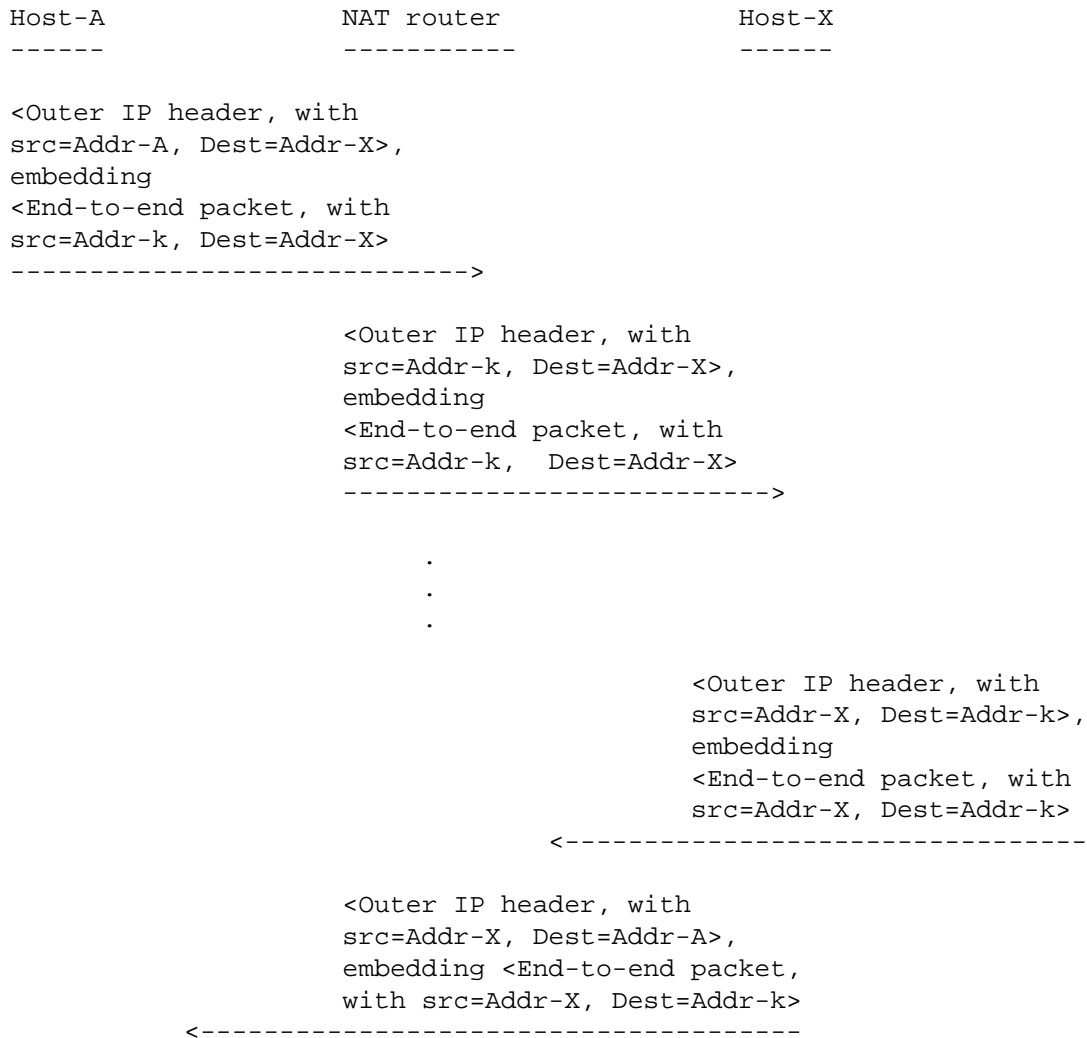 Host-A               NAT router               Host-X
------               -----------              ------

<Outer IP header, with
src=Addr-A, Dest=Addr-X>,
embedding
<End-to-end packet, with
src=Addr-k, Dest=Addr-X>
----------------------------->

                     <Outer IP header, with
                     src=Addr-k, Dest=Addr-X>,
                     embedding
                     <End-to-end packet, with
                     src=Addr-k,  Dest=Addr-X>
                     --------------------------->

                          .
                          .
                          .

                                           <Outer IP header, with
                                           src=Addr-X, Dest=Addr-k>,
                                           embedding
                                           <End-to-end packet, with
                                           src=Addr-X, Dest=Addr-k>
                                  <---------------------------------

                     <Outer IP header, with
                     src=Addr-X, Dest=Addr-A>,
                     embedding <End-to-end packet,
                     with src=Addr-X, Dest=Addr-k>
           <--------------------------------------